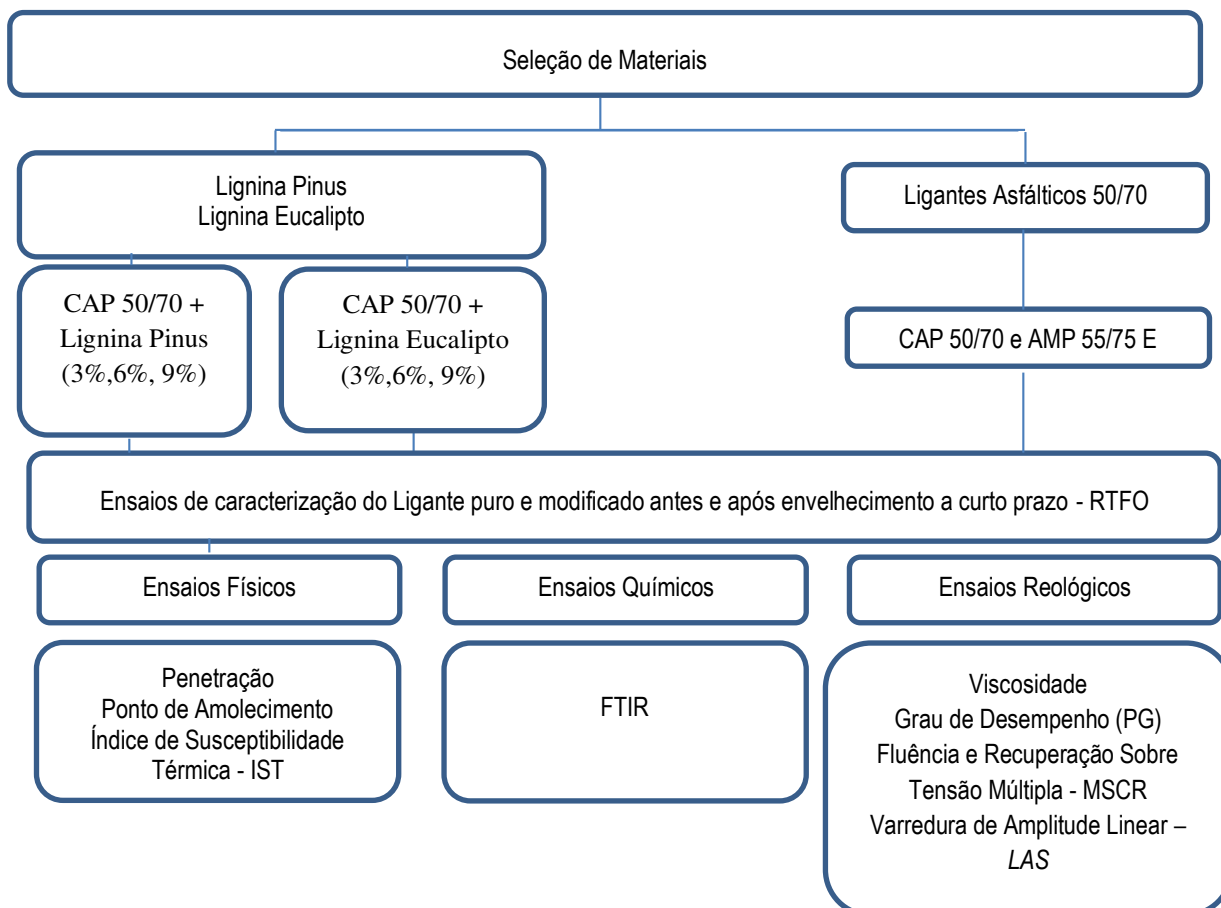 Seleção de Materiais
Lignina Pinus
Lignina Eucalipto
Ligantes Asfálticos 50/70
CAP 50/70 +
Lignina Pinus
(3%,6%, 9%)
CAP 50/70 +
Lignina Eucalipto
(3%,6%, 9%)
CAP 50/70 e AMP 55/75 E
Ensaios de caracterização do Ligante puro e modificado antes e após envelhecimento a curto prazo - RTFO
Ensaios Físicos
Ensaios Químicos
Ensaios Reológicos
Penetração
Ponto de Amolecimento
Índice de Susceptibilidade
Térmica - IST
FTIR
Viscosidade
Grau de Desempenho (PG)
Fluência e Recuperação Sobre
Tensão Múltipla - MSCR
Varredura de Amplitude Linear –
LAS